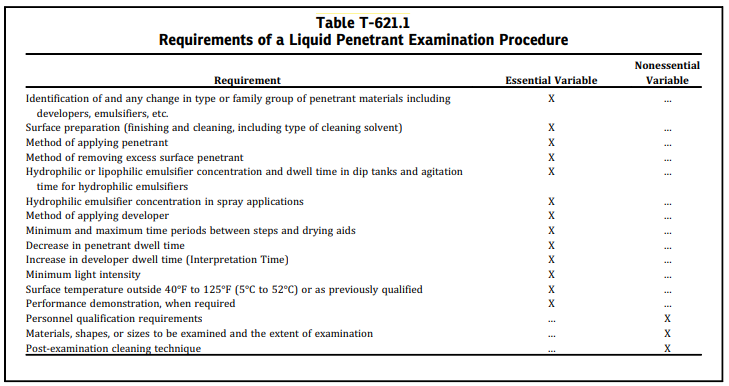 Table T-621.1
Requirements of a Liquid Penetrant Examination Procedure
Requirement Essential Variable Nonessential Variable
Identification of and any change in type or family group of penetrant materials including X ...
developers, emulsifiers, etc.
Surface preparation (finishing and cleaning, including type of cleaning solvent) X ...
Method of applying penetrant X ...
Method of removing excess surface penetrant X ...
Hydrophilic or lipophilic emulsifier concentration and dwell time in dip tanks and agitation X ...
time for hydrophilic emulsifiers
Hydrophilic emulsifier concentration in spray applications X ...
Method of applying developer X ...
Minimum and maximum time periods between steps and drying aids X ...
Decrease in penetrant dwell time X ...
Increase in developer dwell time (Interpretation Time) X ...
Minimum light intensity X ...
Surface temperature outside 40°F to 125°F (5°C to 52°C) or as previously qualified X ...
Performance demonstration, when required X ...
Personnel qualification requirements ... X
Materials, shapes, or sizes to be examined and the extent of examination ... X
Post-examination cleaning technique ... X